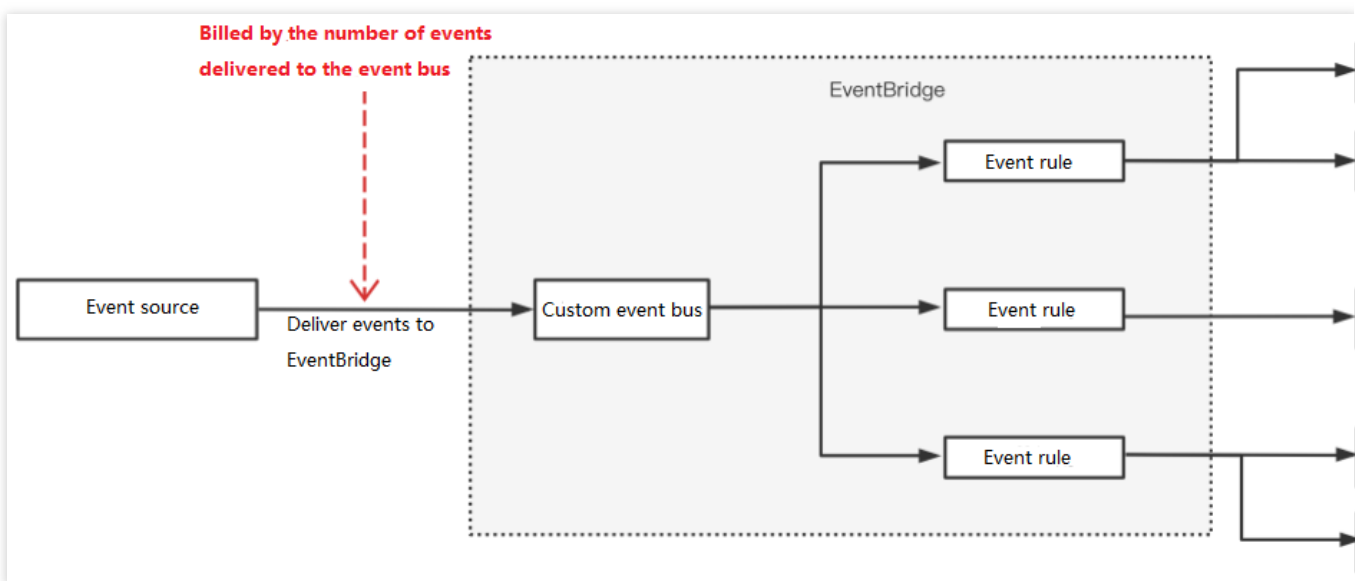 Billed by the number of events
delivered to the event bus
EventBridge
Event rule
Event source
Deliver events to
EventBridge
Custom event bus
Event rule
Event rule